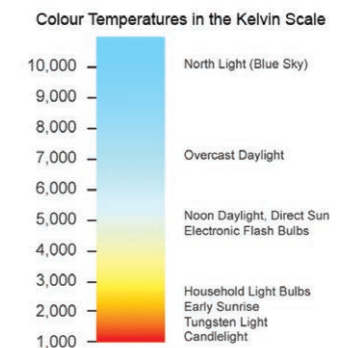 Colour Temperatures in the Kelvin Scale
10,000 North Light (Blue Sky)
9,000
8,000
7,000 Overcast Daylight
6,000
5,000 Noon Daylight, Direct Sun
Electronic Flash Bulbs
4,000
3,000 Household Light Bulbs
2,000 Early Sunrise
Tungsten Light
1,000 Candlelight